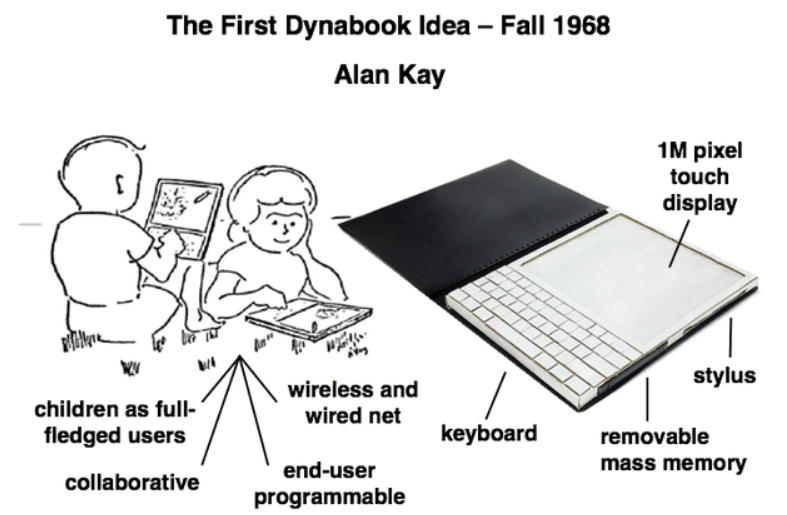 The First Dynabook Idea – Fall 1968
Alan Kay
1M pixel
touch
display
children as full-
fledged users
collaborative
wireless and
wired net
end-user
programmable
keyboard
removable
mass memory
stylus